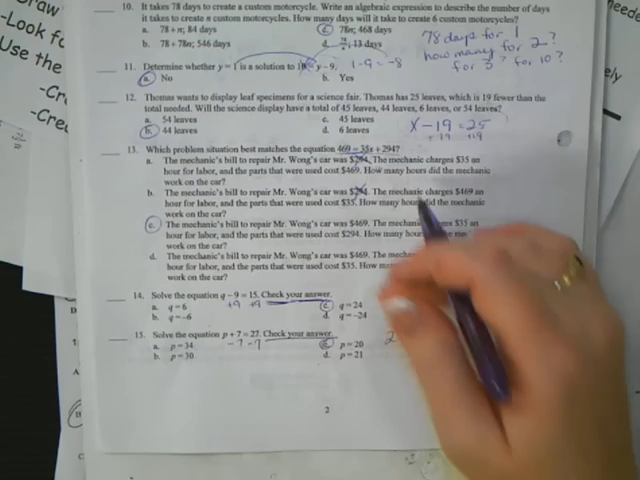 Draw
-Look fo
Use the
-Cr
-Cre
10. It takes 78 days to create a custom motorcycle. Write an algebraic expression to describe the number of days
it takes to create n custom motorcycles. How many days will it take to create 6 custom motorcycles?
a. 78 + n; 84 days
c. 78n; 468 days
b. 78 + 78n; 546 days
d. 78/n; 13 days
78 days for 1
how many for 2?
for 3? for 10?
11. Determine whether y = 1 is a solution to y − 9.
1 - 9 = -8
a. No
b. Yes
12. Thomas wants to display leaf specimens for a science fair. Thomas has 25 leaves, which is 19 fewer than the
total needed. Will the science display have a total of 45 leaves, 44 leaves, 6 leaves, or 54 leaves?
a. 54 leaves
c. 45 leaves
b. 44 leaves
d. 6 leaves
x - 19 = 25
+19 +19
13. Which problem situation best matches the equation 469 = 35x + 294?
a. The mechanic's bill to repair Mr. Wong's car was $294. The mechanic charges $35 an
hour for labor, and the parts that were used cost $469. How many hours did the mechanic
work on the car?
b. The mechanic's bill to repair Mr. Wong's car was $294. The mechanic charges $469 an
hour for labor, and the parts that were used cost $35. How many hours did the mechanic
work on the car?
c. The mechanic's bill to repair Mr. Wong's car was $469. The mechanic charges $35 an
hour for labor, and the parts that were used cost $294. How many hours
work on the car?
d. The mechanic's bill to repair Mr. Wong's car was $469. The mec
hour for labor, and the parts that were used cost $35. How m
work on the car?
14. Solve the equation q − 9 = 15. Check your answer.
+9 +9
a. q = 6
c. q = 24
b. q = −6
d. q = −24
15. Solve the equation p + 7 = 27. Check your answer.
-7 -7
a. p = 34
c. p = 20
b. p = 30
d. p = 21
2